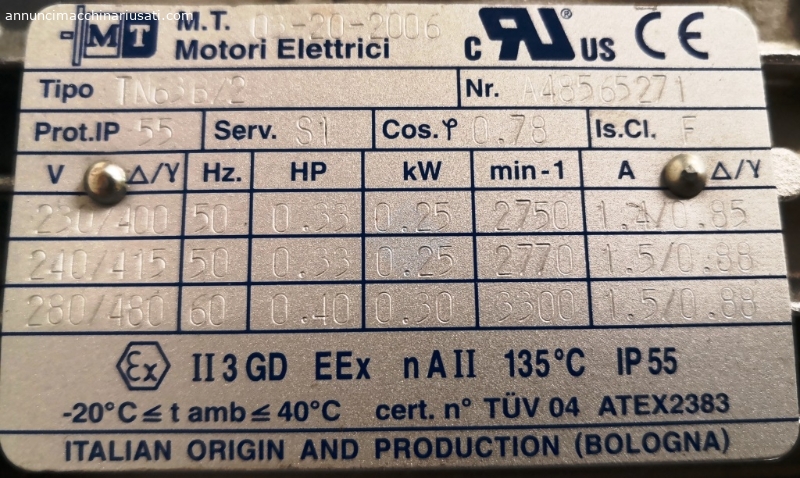 annuncimacchinariusati.com
MT M.T. 03-20-2006
Motori Elettrici c UR® US CE
Tipo TN63B/2 Nr. A48565271
Prot.IP 55 Serv. S1 Cos.φ 0.78 Is.Cl. F
V Δ/Y Hz. HP kW min-1 A Δ/Y
230/400 50 0.33 0.25 2750 1.4/0.85
240/415 50 0.33 0.25 2770 1.5/0.88
280/480 60 0.40 0.30 3300 1.5/0.88
Ex II 3 GD EEx n A II 135°C IP 55
-20°C ≤ t amb ≤ 40°C cert. n° TÜV 04 ATEX2383
ITALIAN ORIGIN AND PRODUCTION (BOLOGNA)